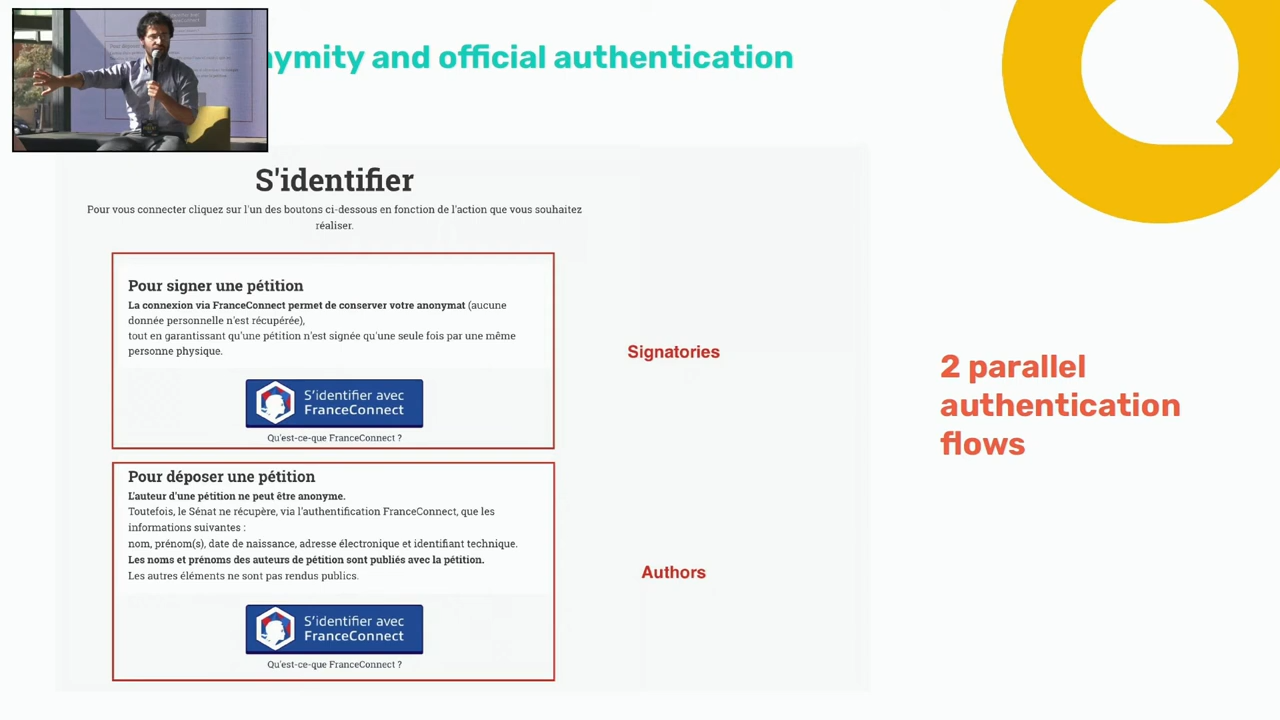 and official authentication
S'identifier
Pour vous connecter cliquez sur l'un des boutons ci-dessous en fonction de l'action que vous souhaitez
réaliser.
Pour signer une pétition
La connexion via FranceConnect permet de conserver votre anonymat (aucune
donnée personnelle n'est récupérée),
tout en garantissant qu'une pétition n'est signée qu'une seule fois par une même
personne physique.
S'identifier avec
FranceConnect
Qu'est-ce-que FranceConnect ?
Signatories
Pour déposer une pétition
L'auteur d'une pétition ne peut être anonyme.
Toutefois, le Sénat ne récupère, via l'authentification FranceConnect, que les
informations suivantes :
nom, prénom(s), date de naissance, adresse électronique et identifiant technique.
Les noms et prénoms des auteurs de pétition sont publiés avec la pétition.
Les autres éléments ne sont pas rendus publics.
S'identifier avec
FranceConnect
Qu'est-ce-que FranceConnect ?
Authors
2 parallel
authentication
flows